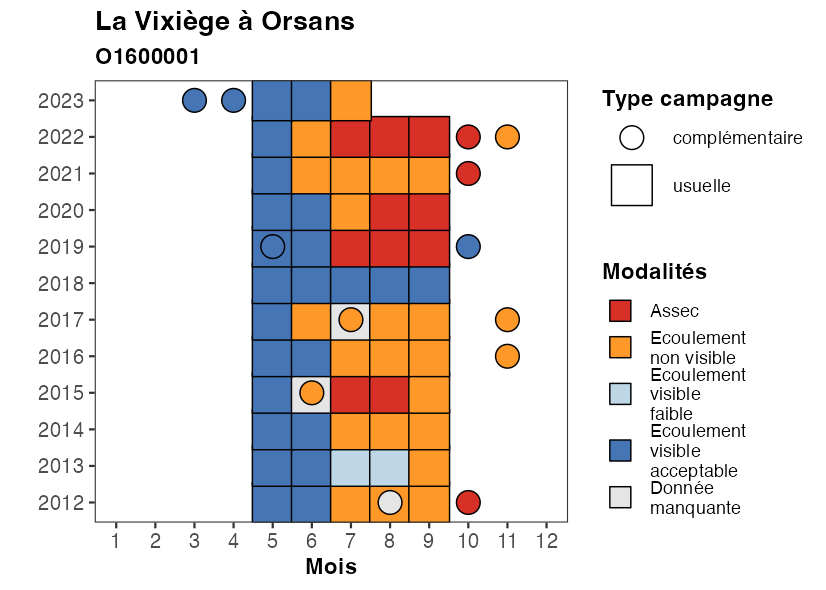 La Vixiège à Orsans
O1600001
2023
2022
2021
2020
2019
2018
2017
2016
2015
2014
2013
2012
1 2 3 4 5 6 7 8 9 10 11 12
Mois
Type campagne
complémentaire
usuelle
Modalités
Assec
Ecoulement
non visible
Ecoulement
visible
faible
Ecoulement
visible
acceptable
Donnée
manquante